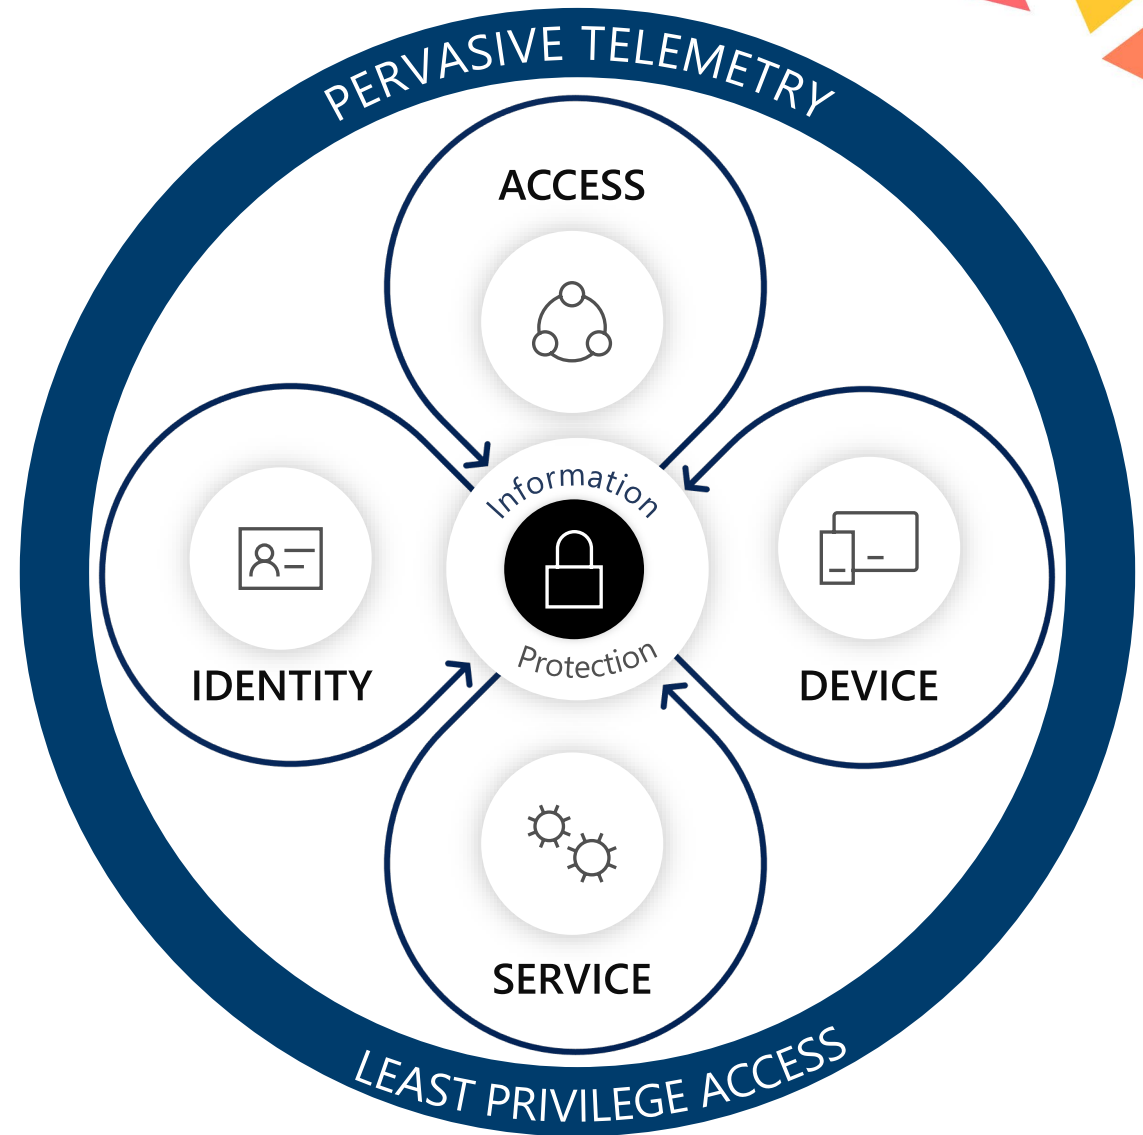 PERVASIVE TELEMETRY
ACCESS
Information
Protection
IDENTITY
DEVICE
SERVICE
LEAST PRIVILEGE ACCESS